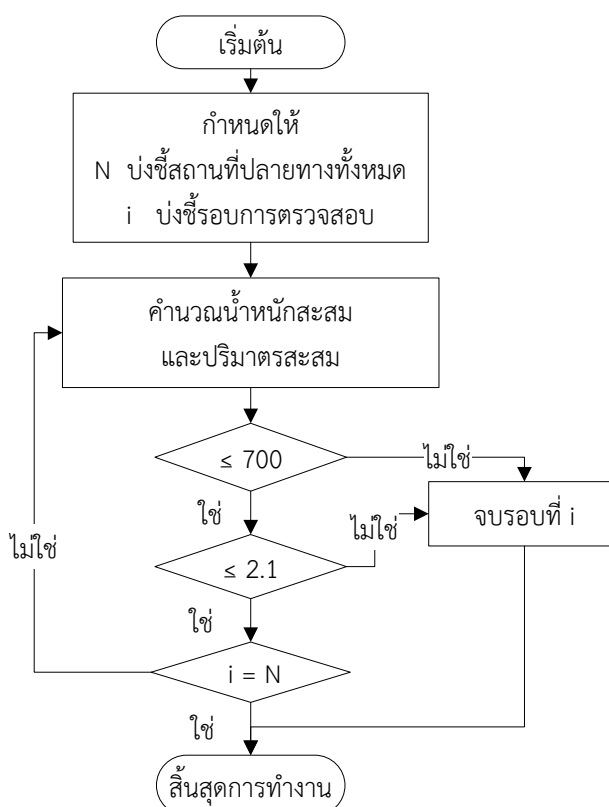 เริ่มต้น
กำหนดให้
N บ่งชี้สถานที่ปลายทางทั้งหมด
i บ่งชี้รอบการตรวจสอบ
คำนวณน้ำหนักสะสม
และปริมาตรสะสม
≤ 700
ไม่ใช่
ใช่
จบรอบที่ i
ไม่ใช่
ไม่ใช่
≤ 2.1
ใช่
i = N
ใช่
สิ้นสุดการทำงาน